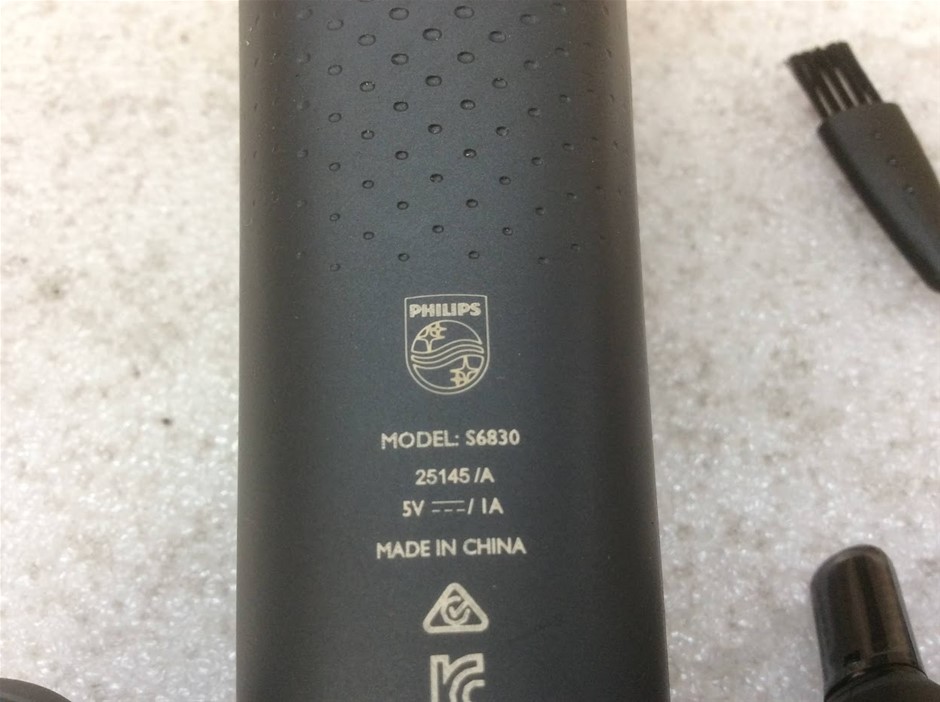 PHILIPS
MODEL: S6830
25145 /A
5V ⎓ / 1A
MADE IN CHINA